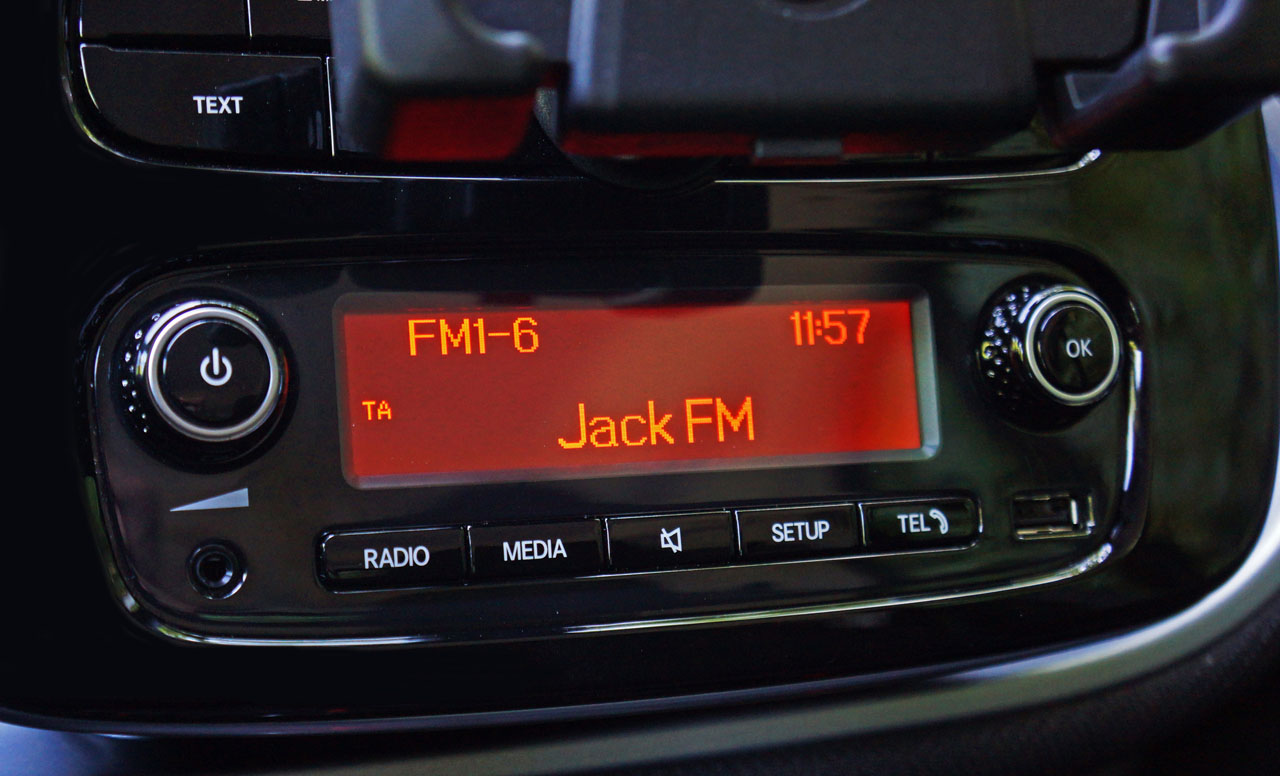 TEXT
FM1-6 11:57
TA
Jack FM
OK
RADIO MEDIA SETUP TEL